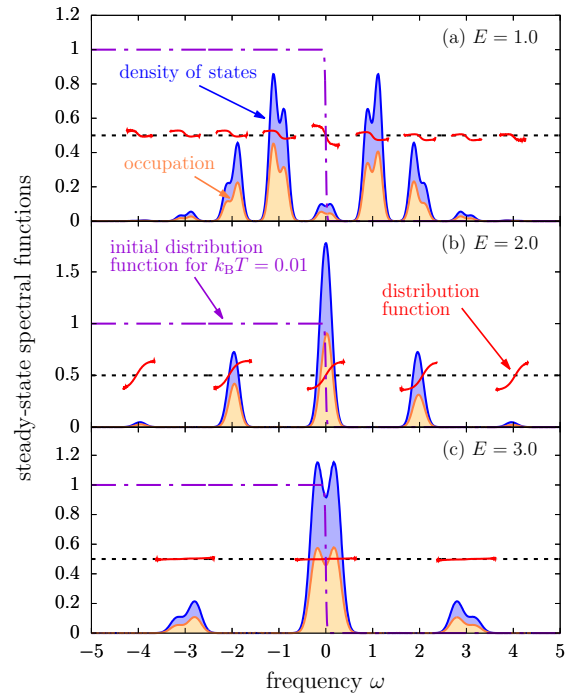 steady-state spectral functions
(a) E = 1.0
1.2
1
0.8
0.6
0.4
0.2
0
density of states
occupation
(b) E = 2.0
1.5
1
0.5
0
initial distribution
function for k_BT = 0.01
distribution
function
(c) E = 3.0
1.2
1
0.8
0.6
0.4
0.2
0
−5 −4 −3 −2 −1 0 1 2 3 4 5
frequency ω